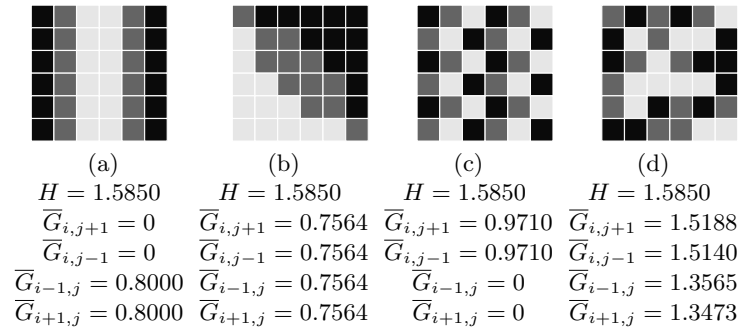 (a) (b) (c) (d)
H = 1.5850 H = 1.5850 H = 1.5850 H = 1.5850
G̅_{i,j+1} = 0 G̅_{i,j+1} = 0.7564 G̅_{i,j+1} = 0.9710 G̅_{i,j+1} = 1.5188
G̅_{i,j−1} = 0 G̅_{i,j−1} = 0.7564 G̅_{i,j−1} = 0.9710 G̅_{i,j−1} = 1.5140
G̅_{i−1,j} = 0.8000 G̅_{i−1,j} = 0.7564 G̅_{i−1,j} = 0 G̅_{i−1,j} = 1.3565
G̅_{i+1,j} = 0.8000 G̅_{i+1,j} = 0.7564 G̅_{i+1,j} = 0 G̅_{i+1,j} = 1.3473